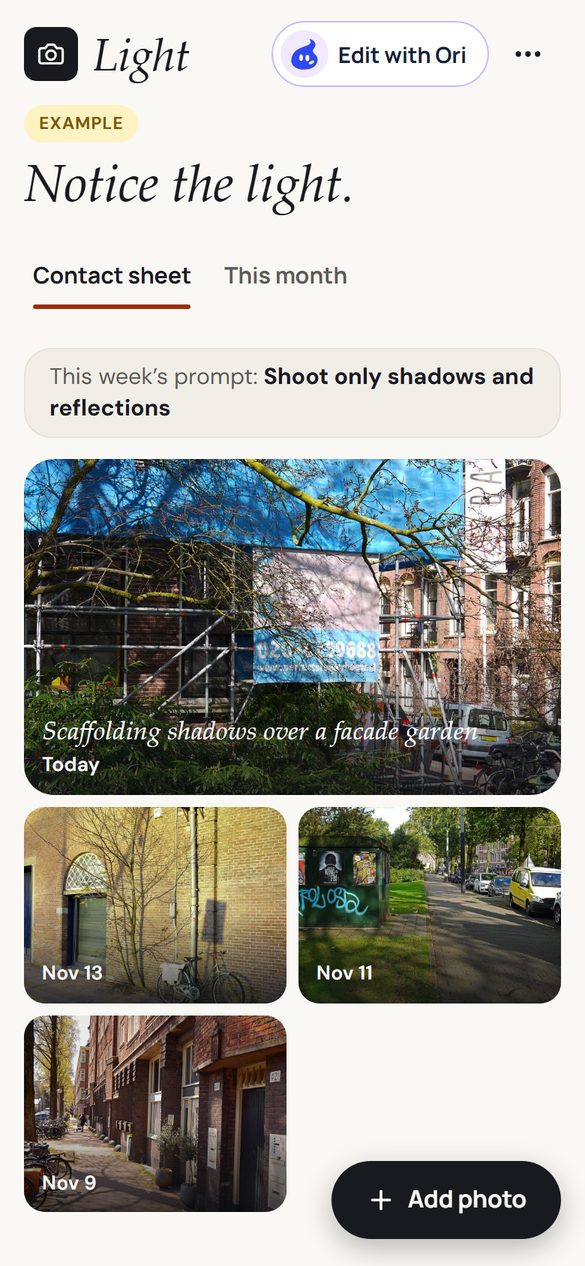 Light
Edit with Ori
EXAMPLE
Notice the light.
Contact sheet
This month
This week’s prompt: Shoot only shadows and
reflections
Scaffolding shadows over a facade garden
Today
Nov 13
Nov 11
Nov 9
Add photo